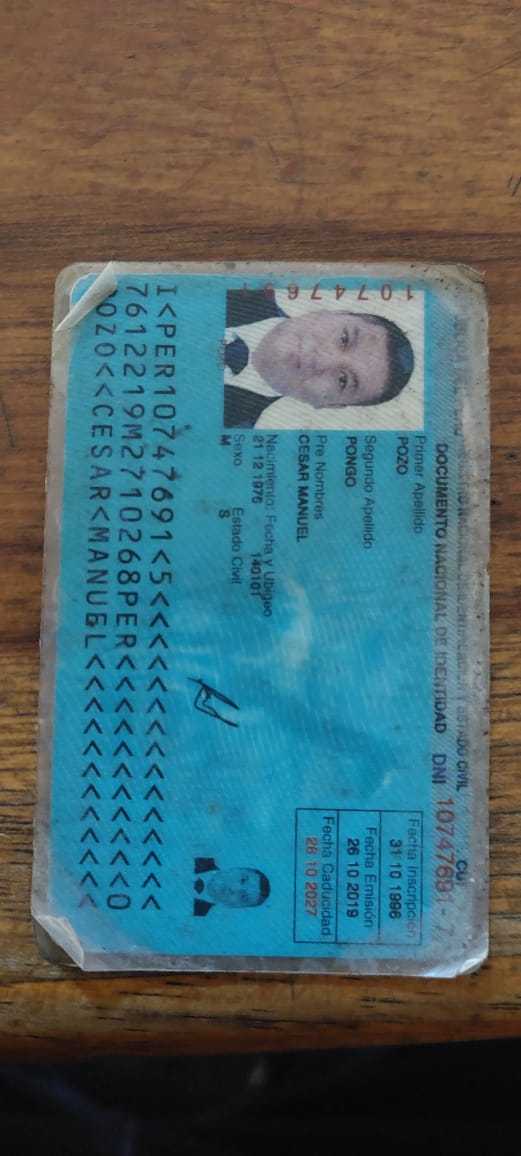 DOCUMENTO NACIONAL DE IDENTIDAD DNI 10747691 - 7
CU
Primer Apellido
POZO
Segundo Apellido
PONGO
Pre Nombres
CESAR MANUEL
Nacimiento: Fecha y Ubigeo
21 12 1976 140101
Sexo Estado Civil
M S
Fecha Inscripción
31 10 1996
Fecha Emisión
26 10 2019
Fecha Caducidad
26 10 2027
I<PER10747691<5<<<<<<<<<<<<<<<
7612219M2710268PER<<<<<<<<<<<0
POZO<<CESAR<MANUEL<<<<<<<<<<<<